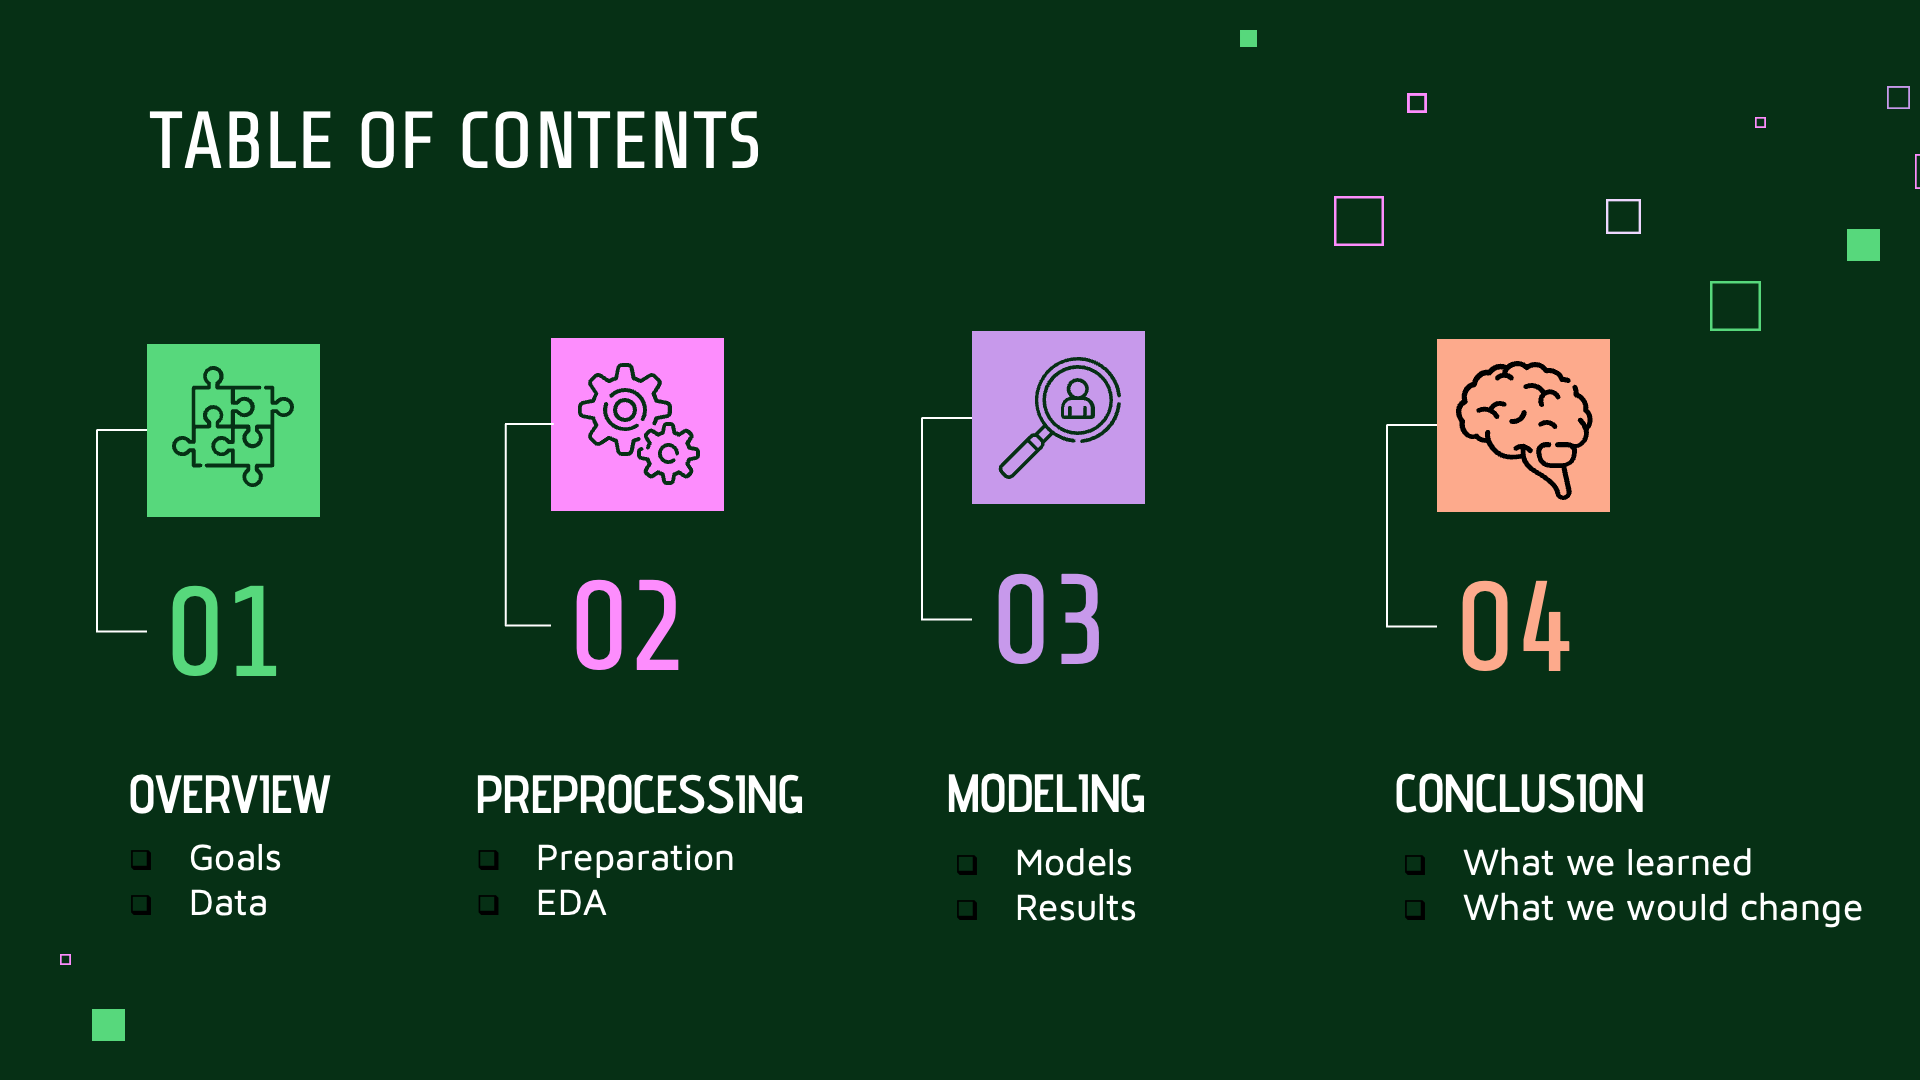 TABLE OF CONTENTS
01
02
03
04
OVERVIEW
Goals
Data
PREPROCESSING
Preparation
EDA
MODELING
Models
Results
CONCLUSION
What we learned
What we would change